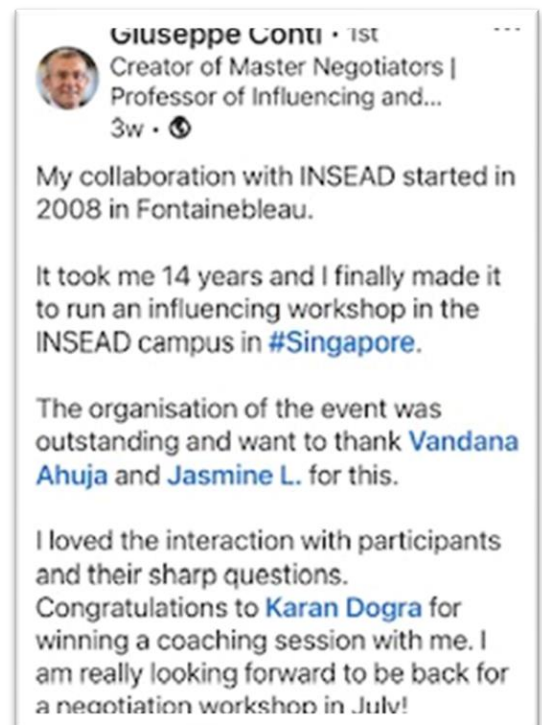 Giuseppe Conti · 1st
Creator of Master Negotiators |
Professor of Influencing and...
3w ·
My collaboration with INSEAD started in
2008 in Fontainebleau.
It took me 14 years and I finally made it
to run an influencing workshop in the
INSEAD campus in #Singapore.
The organisation of the event was
outstanding and want to thank Vandana
Ahuja and Jasmine L. for this.
I loved the interaction with participants
and their sharp questions.
Congratulations to Karan Dogra for
winning a coaching session with me. I
am really looking forward to be back for
a negotiation workshop in July!